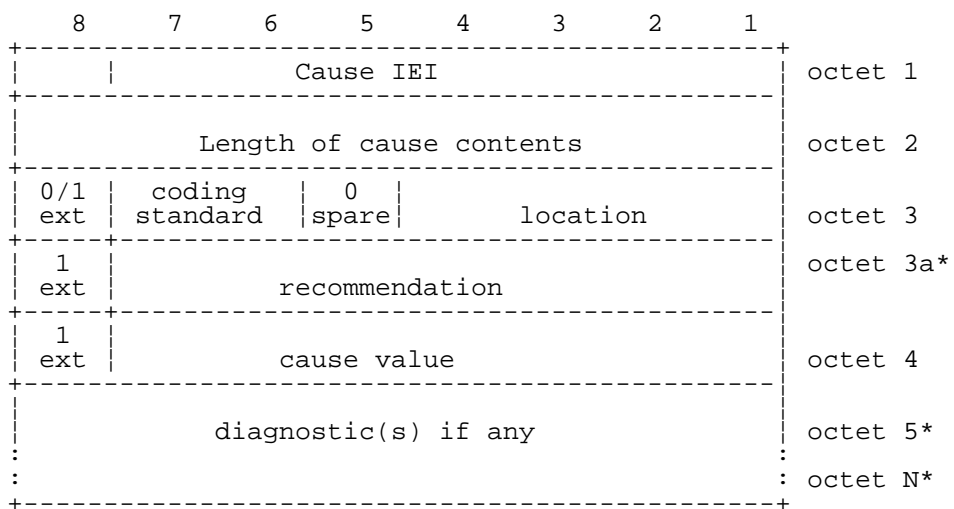 8 7 6 5 4 3 2 1
Cause IEI octet 1
Length of cause contents octet 2
0/1 coding 0
ext standard spare location octet 3
1 octet 3a*
ext recommendation
1
ext cause value octet 4
diagnostic(s) if any octet 5*
: :
: : octet N*